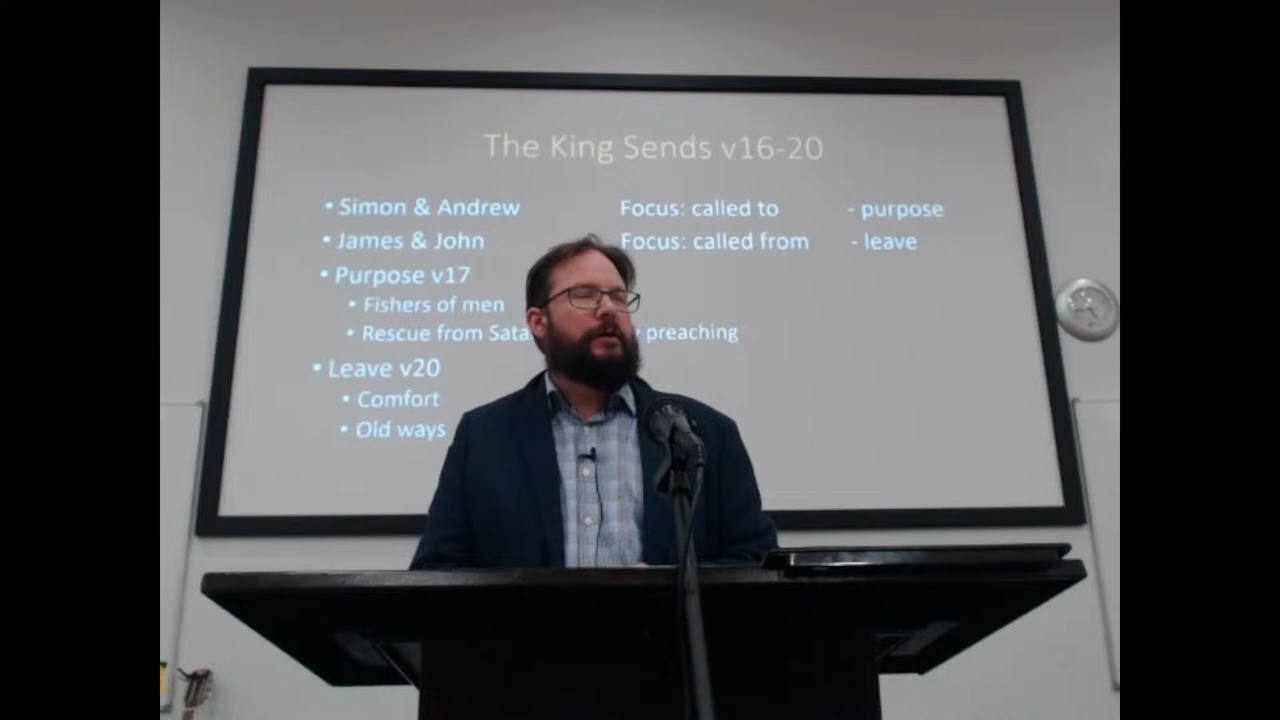 The King Sends v16-20
• Simon & Andrew Focus: called to - purpose
• James & John Focus: called from - leave
• Purpose v17
• Fishers of men
• Rescue from preaching
• Leave v20
• Comfort
• Old ways